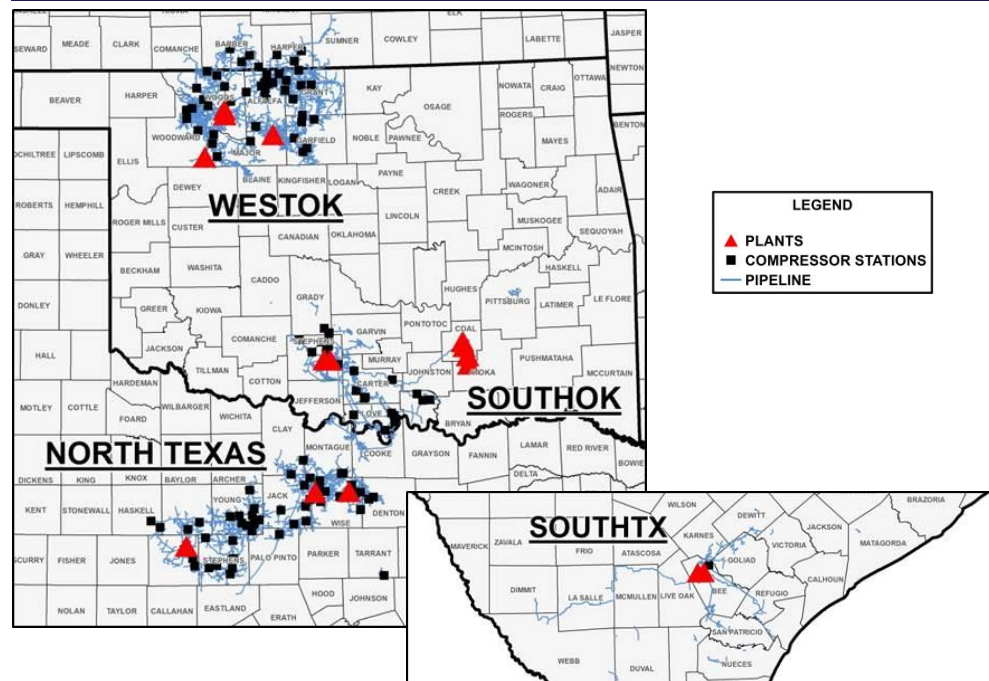 SEWARD MEADE CLARK COMANCHE BARBER HARPER SUMNER COWLEY ELK LABETTE JASPER
NEWTON
BEAVER HARPER WOODS ALFALFA GRANT KAY OSAGE NOWATA CRAIG OTTAWA
ROGERS
BENTON
WOODWARD MAJOR GARFIELD NOBLE PAWNEE MAYES
OCHILTREE LIPSCOMB ELLIS
DEWEY BLAINE KINGFISHER LOGAN PAYNE CREEK WAGONER ADAIR
WESTOK
ROBERTS HEMPHILL ROGER MILLS CUSTER CANADIAN OKLAHOMA LINCOLN MUSKOGEE SEQUOYAH
MCINTOSH
GRAY WHEELER BECKHAM WASHITA CADDO HASKELL
HUGHES PITTSBURG LATIMER LE FLORE
DONLEY GREER KIOWA GRADY
COMANCHE STEPHENS GARVIN PONTOTOC COAL
HALL JACKSON TILLMAN MURRAY JOHNSTON PUSHMATAHA MCCURTAIN
HARDEMAN COTTON JEFFERSON CARTER
SOUTHOK
MOTLEY COTTLE FOARD WILBARGER WICHITA LOVE BRYAN
CLAY
NORTH TEXAS
MONTAGUE COOKE GRAYSON FANNIN LAMAR RED RIVER BOWIE
DELTA
DICKENS KING KNOX BAYLOR ARCHER
KENT STONEWALL HASKELL YOUNG JACK WISE DENTON
SCURRY FISHER JONES STEPHENS PALO PINTO PARKER TARRANT
NOLAN TAYLOR CALLAHAN EASTLAND ERATH HOOD JOHNSON
LEGEND
PLANTS
COMPRESSOR STATIONS
PIPELINE
SOUTHTX
WILSON DEWITT BRAZORIA
KARNES JACKSON MATAGORDA
MAVERICK ZAVALA FRIO ATASCOSA GOLIAD VICTORIA
CALHOUN
DIMMIT LA SALLE MCMULLEN LIVE OAK BEE REFUGIO
SAN PATRICIO
WEBB DUVAL NUECES